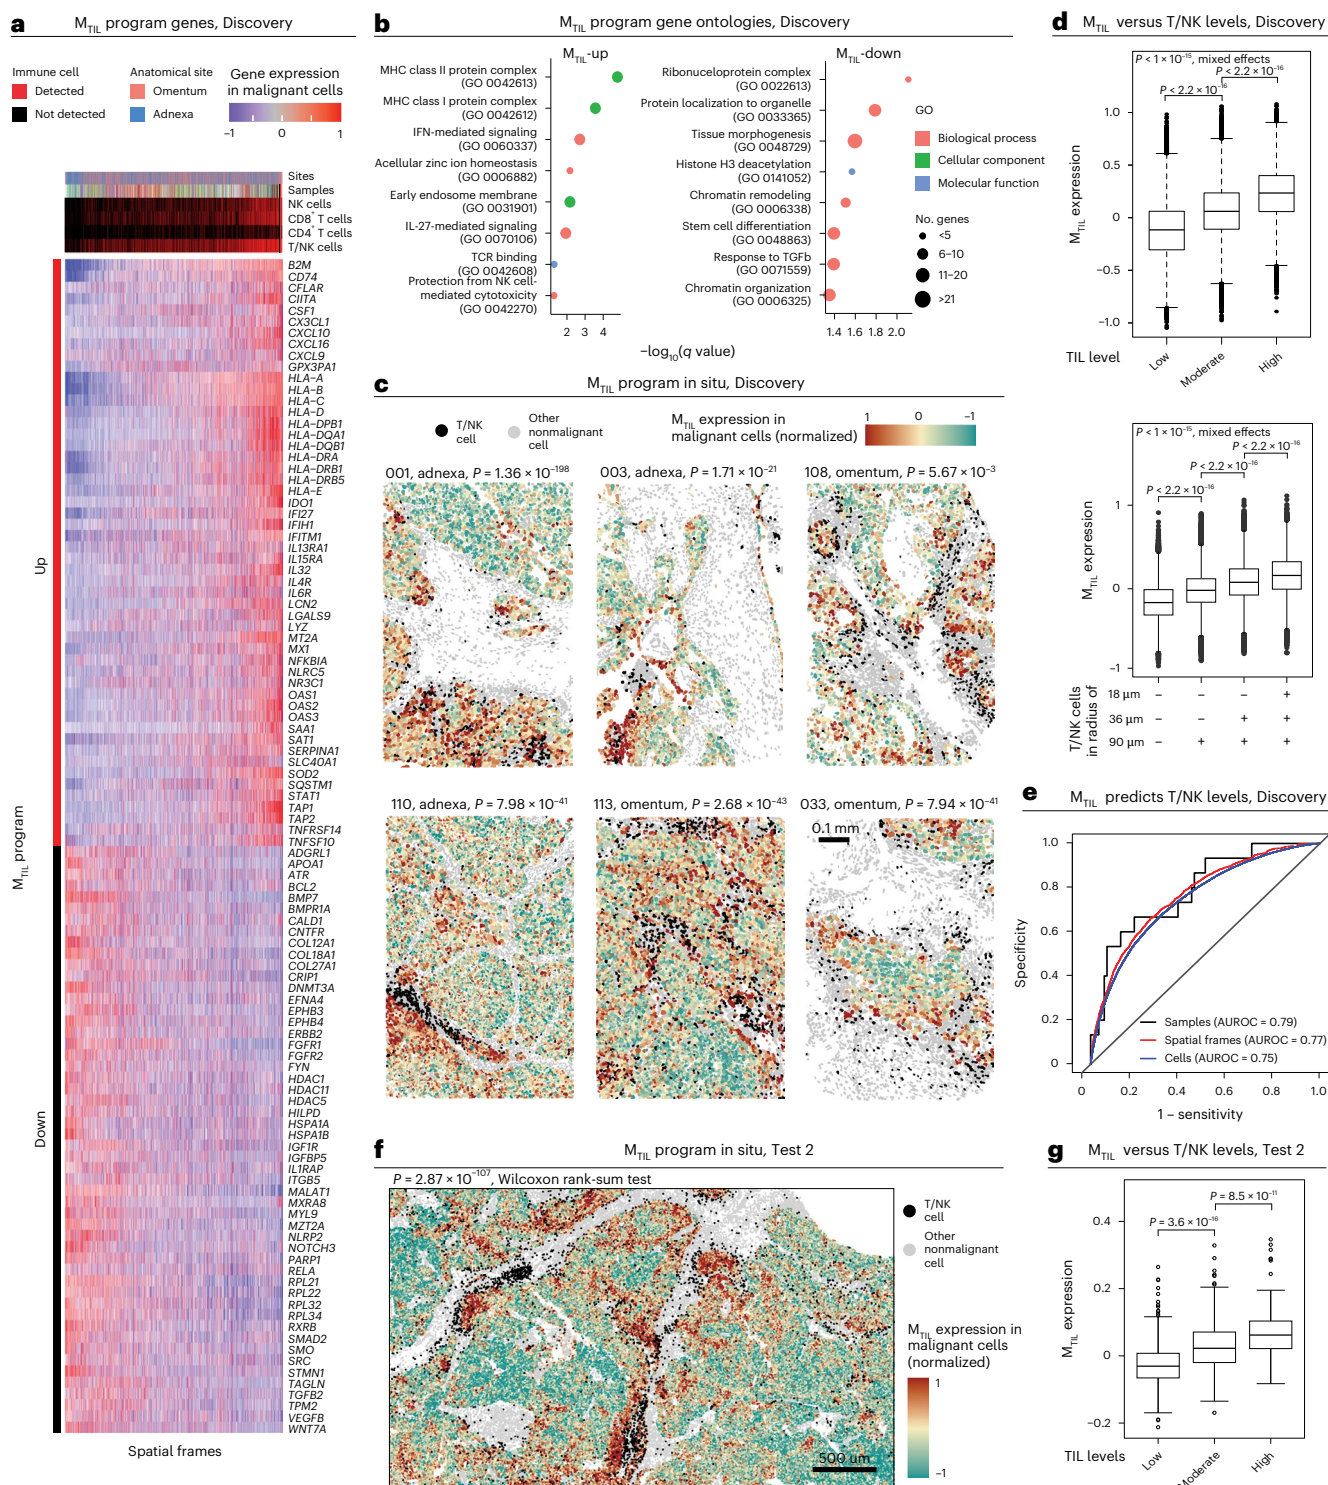 a
M_TIL program genes, Discovery
Immune cell
Detected
Not detected
Anatomical site
Omentum
Adnexa
Gene expression
in malignant cells
–1 0 1
Sites
Samples
NK cells
CD8+ T cells
CD4+ T cells
T/NK cells
M_TIL program
Up
B2M
CD74
CFLAR
CIITA
CSF1
CX3CL1
CXCL10
CXCL16
CXCL9
GPX3PA1
HLA-A
HLA-B
HLA-C
HLA-D
HLA-DPB1
HLA-DQA1
HLA-DQB1
HLA-DRA
HLA-DRB1
HLA-DRB5
HLA-E
IDO1
IFI27
IFIH1
IFITM1
IL13RA1
IL15RA
IL32
IL4R
IL6R
LCN2
LGALS9
LYZ
MT2A
MX1
NFKBIA
NLRC5
NR3C1
OAS1
OAS2
OAS3
SAA1
SAT1
SERPINA1
SLC40A1
SOD2
SQSTM1
STAT1
TAP1
TAP2
TNFRSF14
TNFSF10
Down
ADGRL1
APOA1
ATR
BCL2
BMP7
BMPR1A
CALD1
CNTFR
COL12A1
COL18A1
COL27A1
CRIP1
DNMT3A
EFNA4
EPHB3
EPHB4
ERBB2
FGFR1
FGFR2
FYN
HDAC1
HDAC11
HDAC5
HILPD
HSPA1A
HSPA1B
IGF1R
IGFBP5
IL1RAP
ITGB5
MALAT1
MXRA8
MYL9
MZT2A
NLRP2
NOTCH3
PARP1
RELA
RPL21
RPL22
RPL32
RPL34
RXRB
SMAD2
SMO
SRC
STMN1
TAGLN
TGFB2
TPM2
VEGFB
WNT7A
Spatial frames
b
M_TIL program gene ontologies, Discovery
M_TIL-up
MHC class II protein complex
(GO 0042613)
MHC class I protein complex
(GO 0042612)
IFN-mediated signaling
(GO 0060337)
Acellular zinc ion homeostasis
(GO 0006882)
Early endosome membrane
(GO 0031901)
IL-27-mediated signaling
(GO 0070106)
TCR binding
(GO 0042608)
Protection from NK cell-
mediated cytotoxicity
(GO 0042270)
2 3 4
M_TIL-down
Ribonuceloprotein complex
(GO 0022613)
Protein localization to organelle
(GO 0033365)
Tissue morphogenesis
(GO 0048729)
Histone H3 deacetylation
(GO 0141052)
Chromatin remodeling
(GO 0006338)
Stem cell differentiation
(GO 0048863)
Response to TGFb
(GO 0071559)
Chromatin organization
(GO 0006325)
1.4 1.6 1.8 2.0
–log10(q value)
GO
Biological process
Cellular component
Molecular function
No. genes
<5
6–10
11–20
>21
c
M_TIL program in situ, Discovery
T/NK
cell
Other
nonmalignant
cell
M_TIL expression in
malignant cells (normalized)
1 0 –1
001, adnexa, P = 1.36 × 10^–198
003, adnexa, P = 1.71 × 10^–21
108, omentum, P = 5.67 × 10^–3
110, adnexa, P = 7.98 × 10^–41
113, omentum, P = 2.68 × 10^–43
033, omentum, P = 7.94 × 10^–41
0.1 mm
d
M_TIL versus T/NK levels, Discovery
P < 1 × 10^–15, mixed effects
P < 2.2 × 10^–16
P < 2.2 × 10^–16
M_TIL expression
1.0
0.5
0
–0.5
–1.0
TIL level
Low
Moderate
High
P < 1 × 10^–15, mixed effects
P < 2.2 × 10^–16
P < 2.2 × 10^–16
P < 2.2 × 10^–16
M_TIL expression
1
0
–1
T/NK cells
in radius of
18 µm – – – +
36 µm – – + +
90 µm – + + +
e
M_TIL predicts T/NK levels, Discovery
Specificity
1.0
0.8
0.6
0.4
0.2
0
Samples (AUROC = 0.79)
Spatial frames (AUROC = 0.77)
Cells (AUROC = 0.75)
0 0.2 0.4 0.6 0.8 1.0
1 – sensitivity
f
M_TIL program in situ, Test 2
P = 2.87 × 10^–107, Wilcoxon rank-sum test
T/NK
cell
Other
nonmalignant
cell
M_TIL expression in
malignant cells
(normalized)
1
–1
500 um
g
M_TIL versus T/NK levels, Test 2
P = 8.5 × 10^–11
P = 3.6 × 10^–16
M_TIL expression
0.4
0.2
0
–0.2
TIL levels
Low
Moderate
High